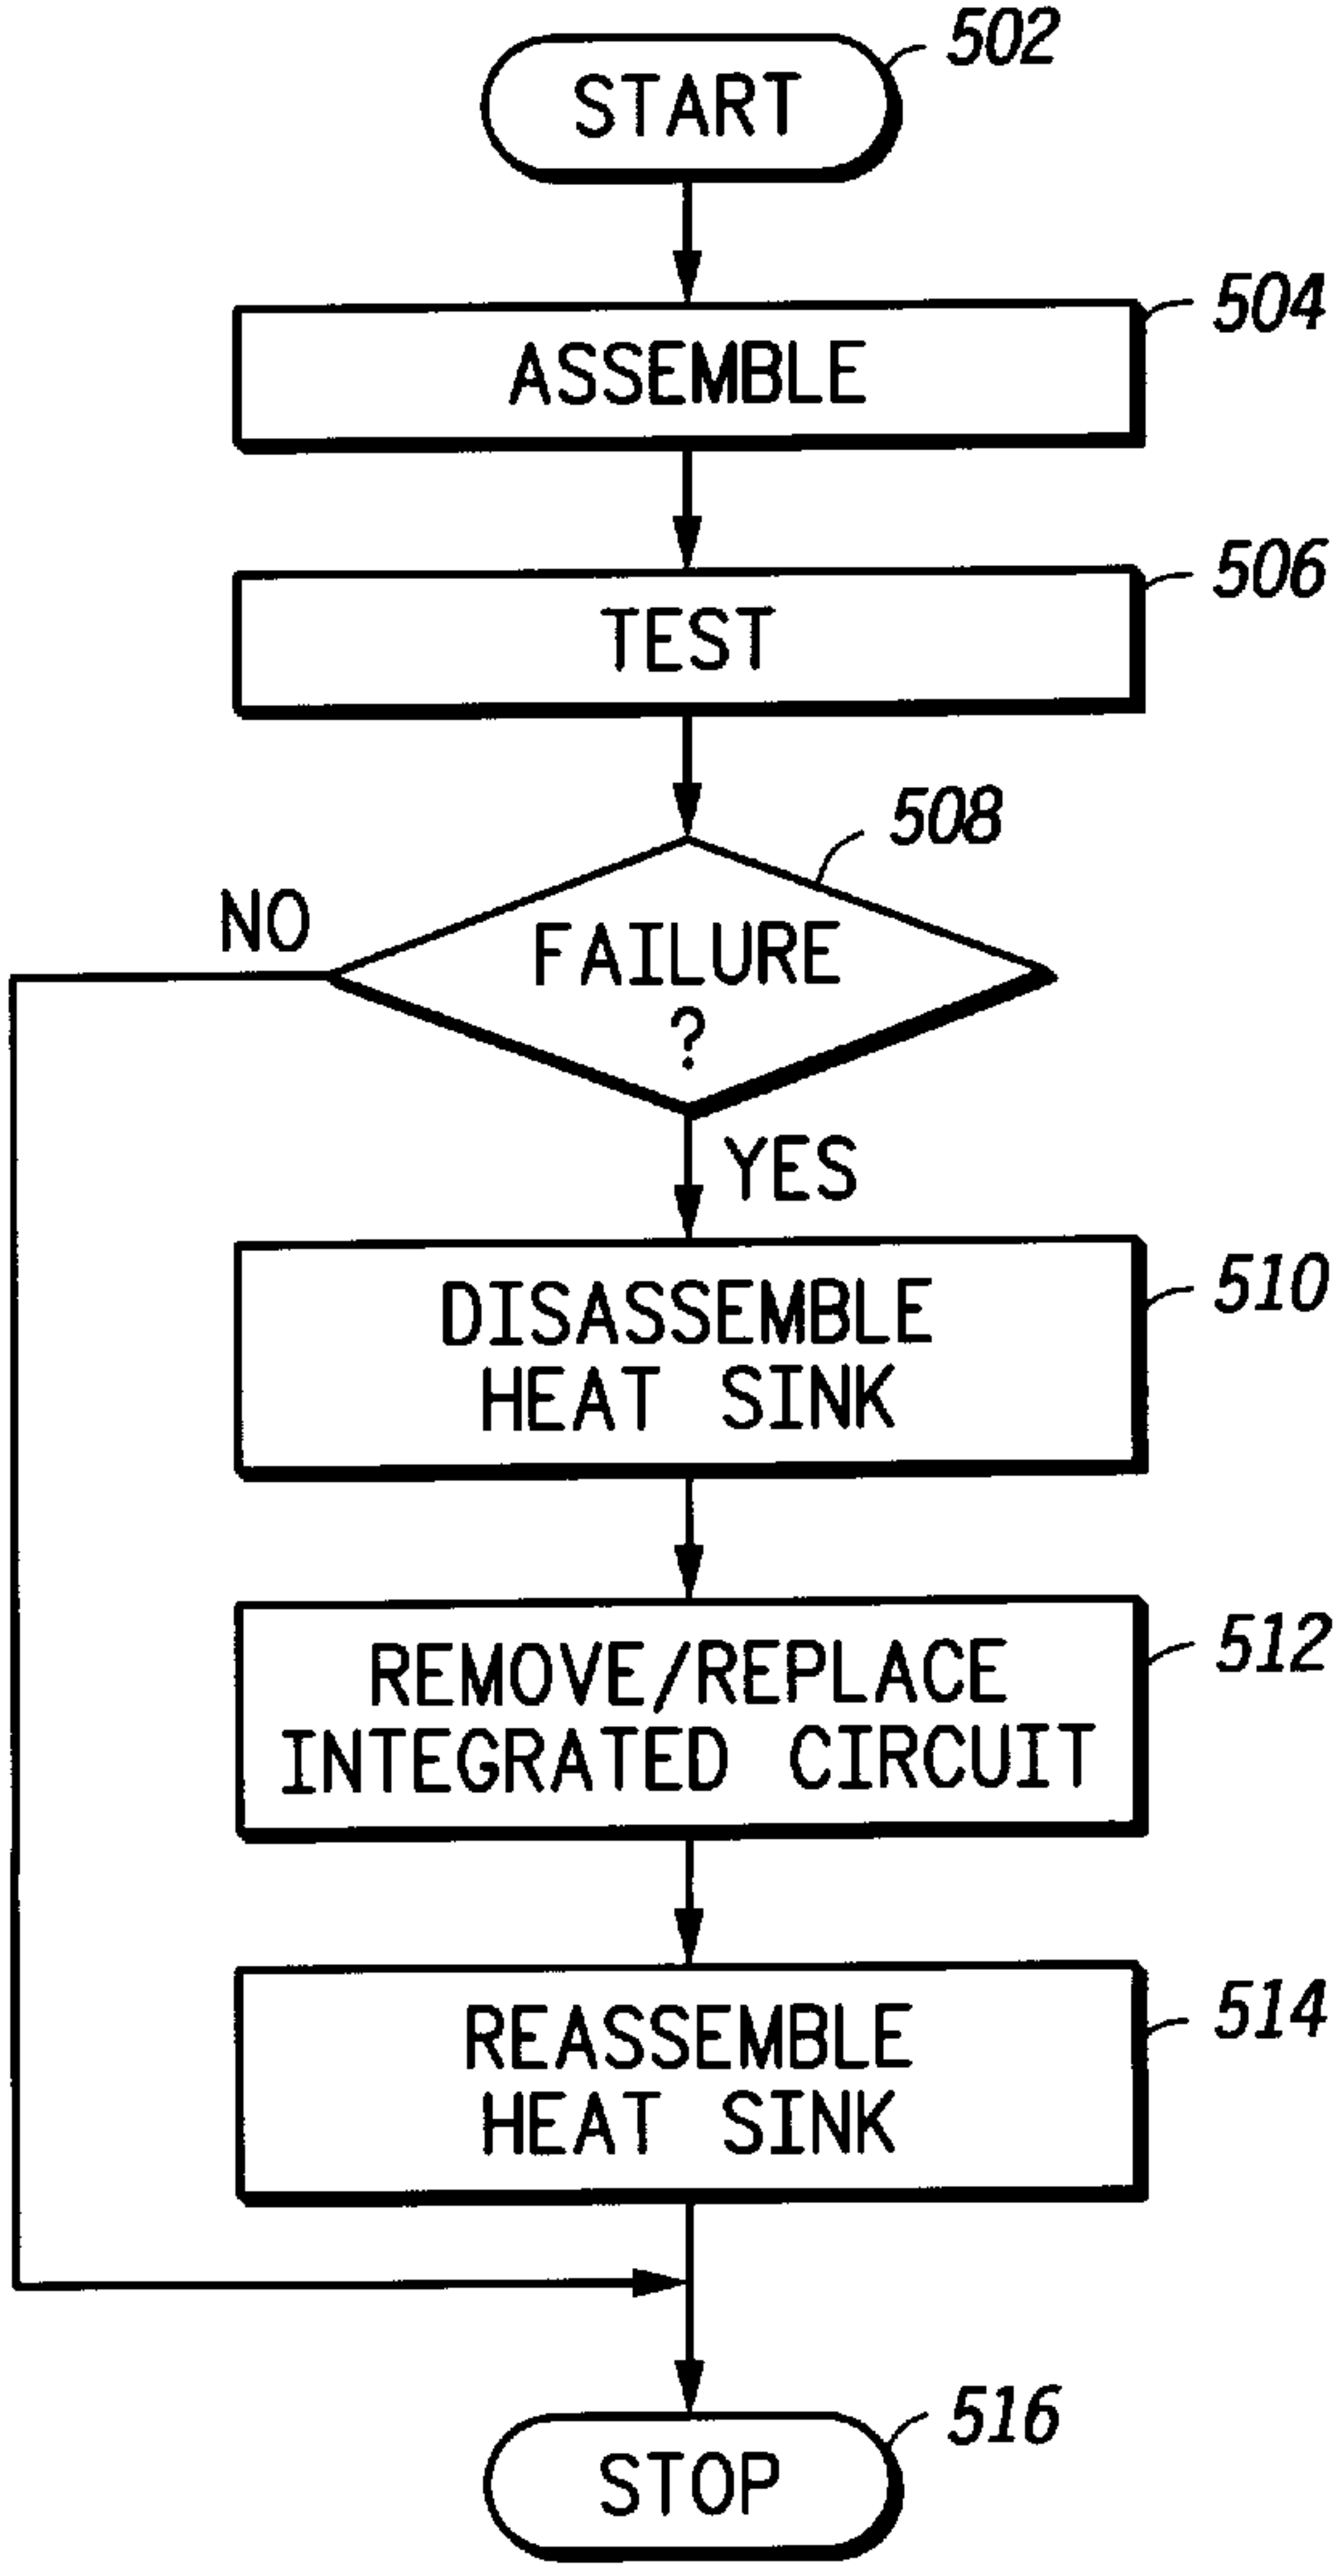 START
502
ASSEMBLE
504
TEST
506
508
NO
FAILURE
?
YES
DISASSEMBLE
HEAT SINK
510
REMOVE/REPLACE
INTEGRATED CIRCUIT
512
REASSEMBLE
HEAT SINK
514
STOP
516